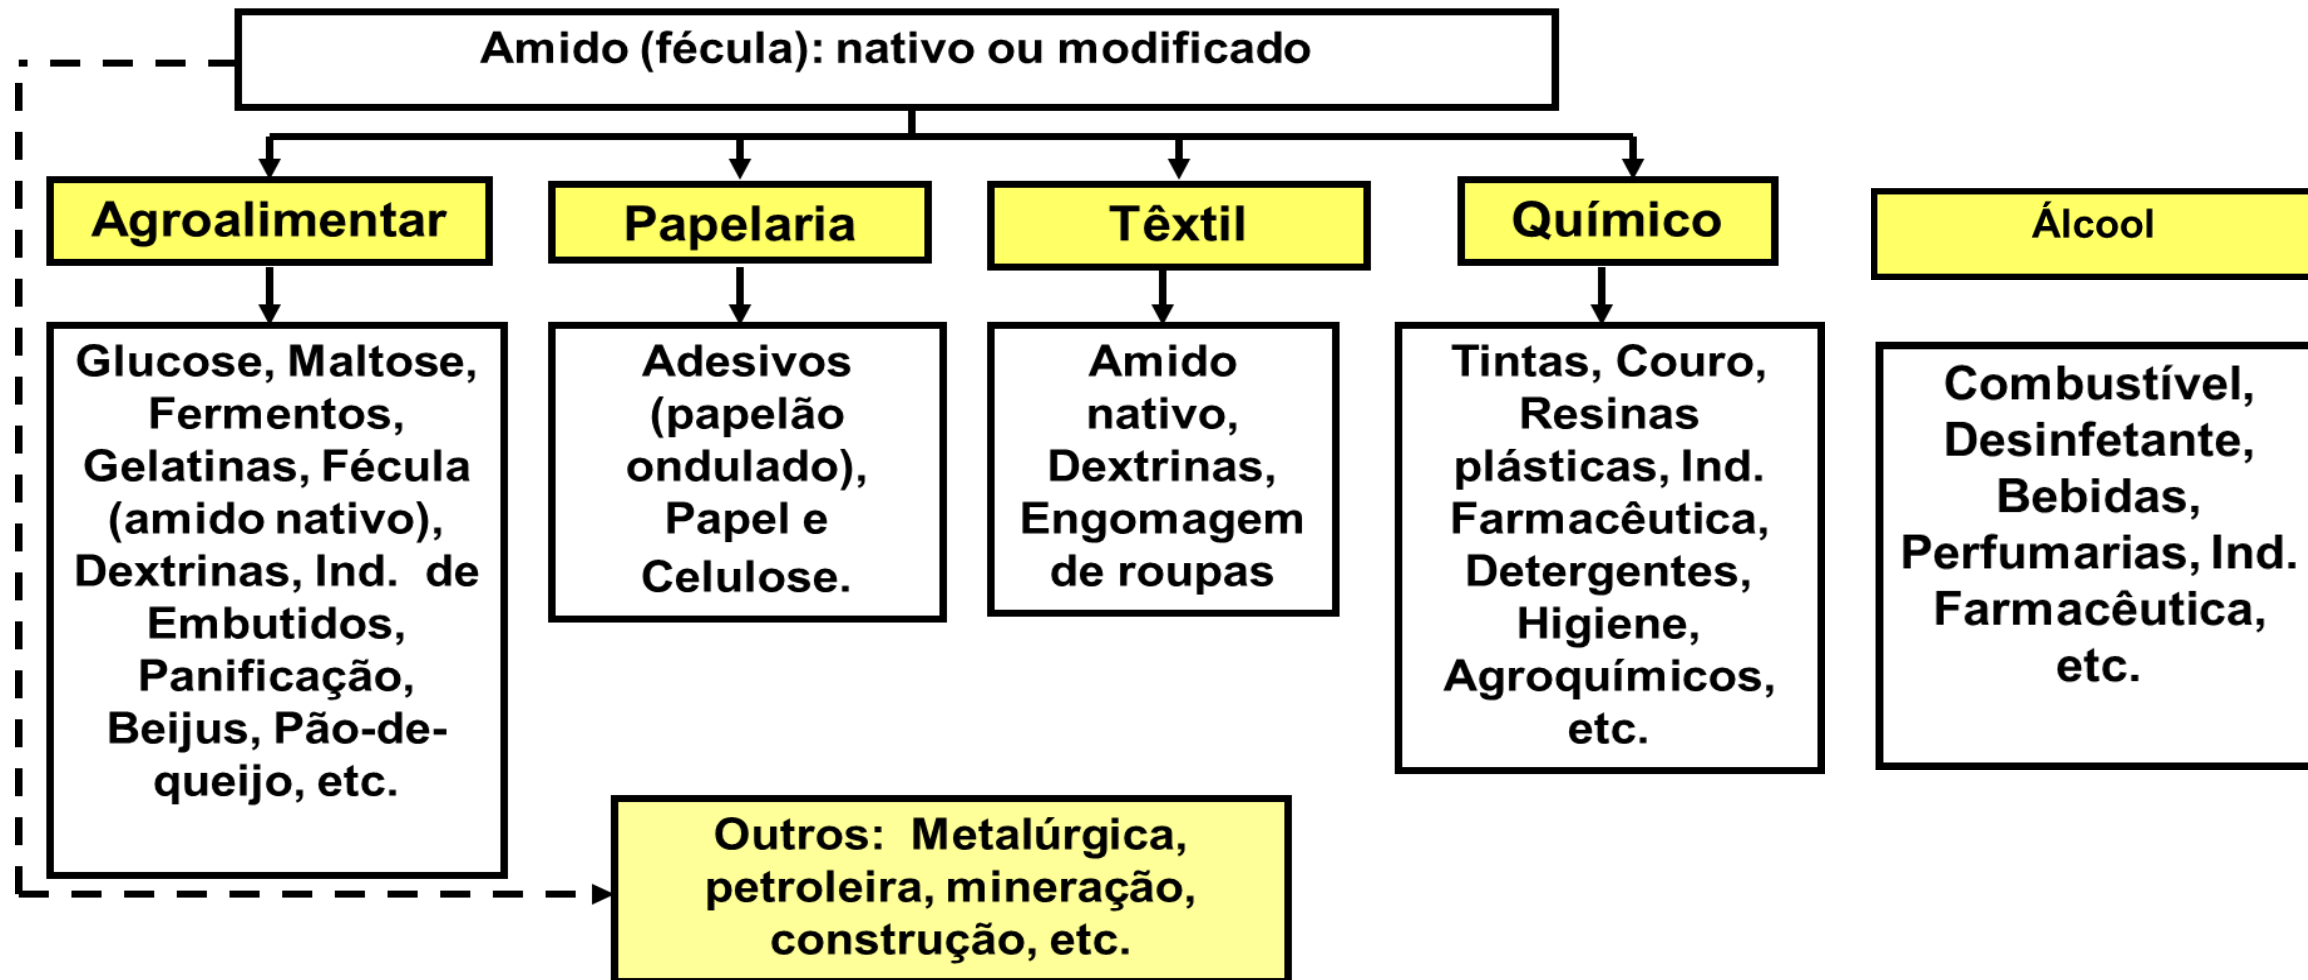 Amido (fécula): nativo ou modificado
Agroalimentar
Papelaria
Têxtil
Químico
Álcool
Glucose, Maltose,
Fermentos,
Gelatinas, Fécula
(amido nativo),
Dextrinas, Ind. de
Embutidos,
Panificação,
Beijus, Pão-de-
queijo, etc.
Adesivos
(papelão
ondulado),
Papel e
Celulose.
Amido
nativo,
Dextrinas,
Engomagem
de roupas
Tintas, Couro,
Resinas
plásticas, Ind.
Farmacêutica,
Detergentes,
Higiene,
Agroquímicos,
etc.
Combustível,
Desinfetante,
Bebidas,
Perfumarias, Ind.
Farmacêutica,
etc.
Outros: Metalúrgica,
petroleira, mineração,
construção, etc.